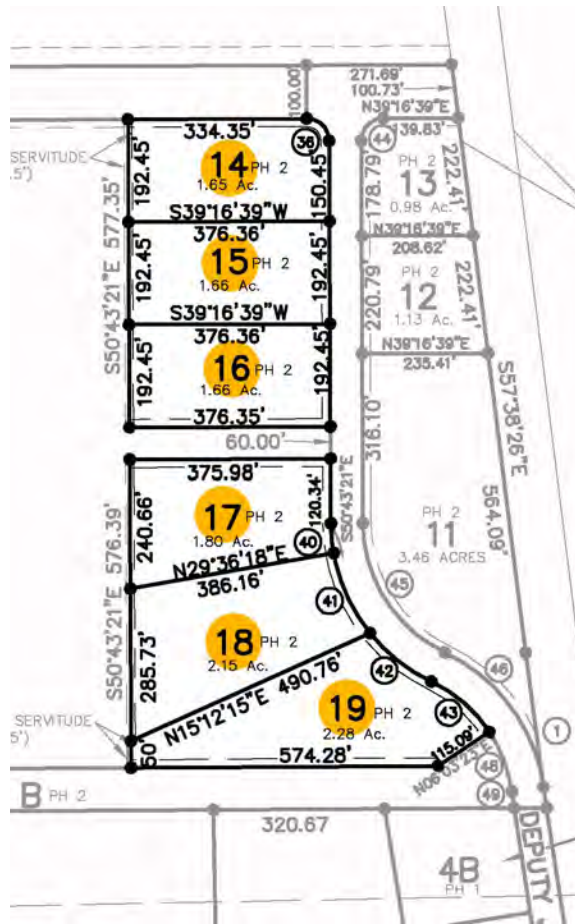 271.69'
100.73'
100.00'
N39°16'39"E
139.83'
334.35'
36
44
SERVITUDE
.5')
192.45'
14 PH 2
1.65 Ac.
150.45'
178.79'
PH 2
13
0.98 Ac.
222.41'
S39°16'39"W
376.36'
N39°16'39"E
208.62'
S50°43'21"E 577.35'
192.45'
15 PH 2
1.66 Ac.
220.79'
12 PH 2
1.13 Ac.
222.41'
S39°16'39"W
376.36'
N39°16'39"E
235.41'
192.45'
16 PH 2
1.66 Ac.
192.45'
376.35'
316.10'
S57°38'26"E
564.09'
60.00'
375.98'
S50°43'21"E
120.34'
240.66'
17 PH 2
1.80 Ac.
40
PH 2
11
3.46 ACRES
N29°36'18"E
386.16'
S50°43'21"E 576.39'
41
45
285.73'
18 PH 2
2.15 Ac.
42
46
N15°12'15"E 490.76'
43
1
SERVITUDE
5')
19 PH 2
2.28 Ac.
50'
574.28'
115.09'
N06°03'23"E
48
49
B PH 2
320.67
DEPUTY
4B
PH 1